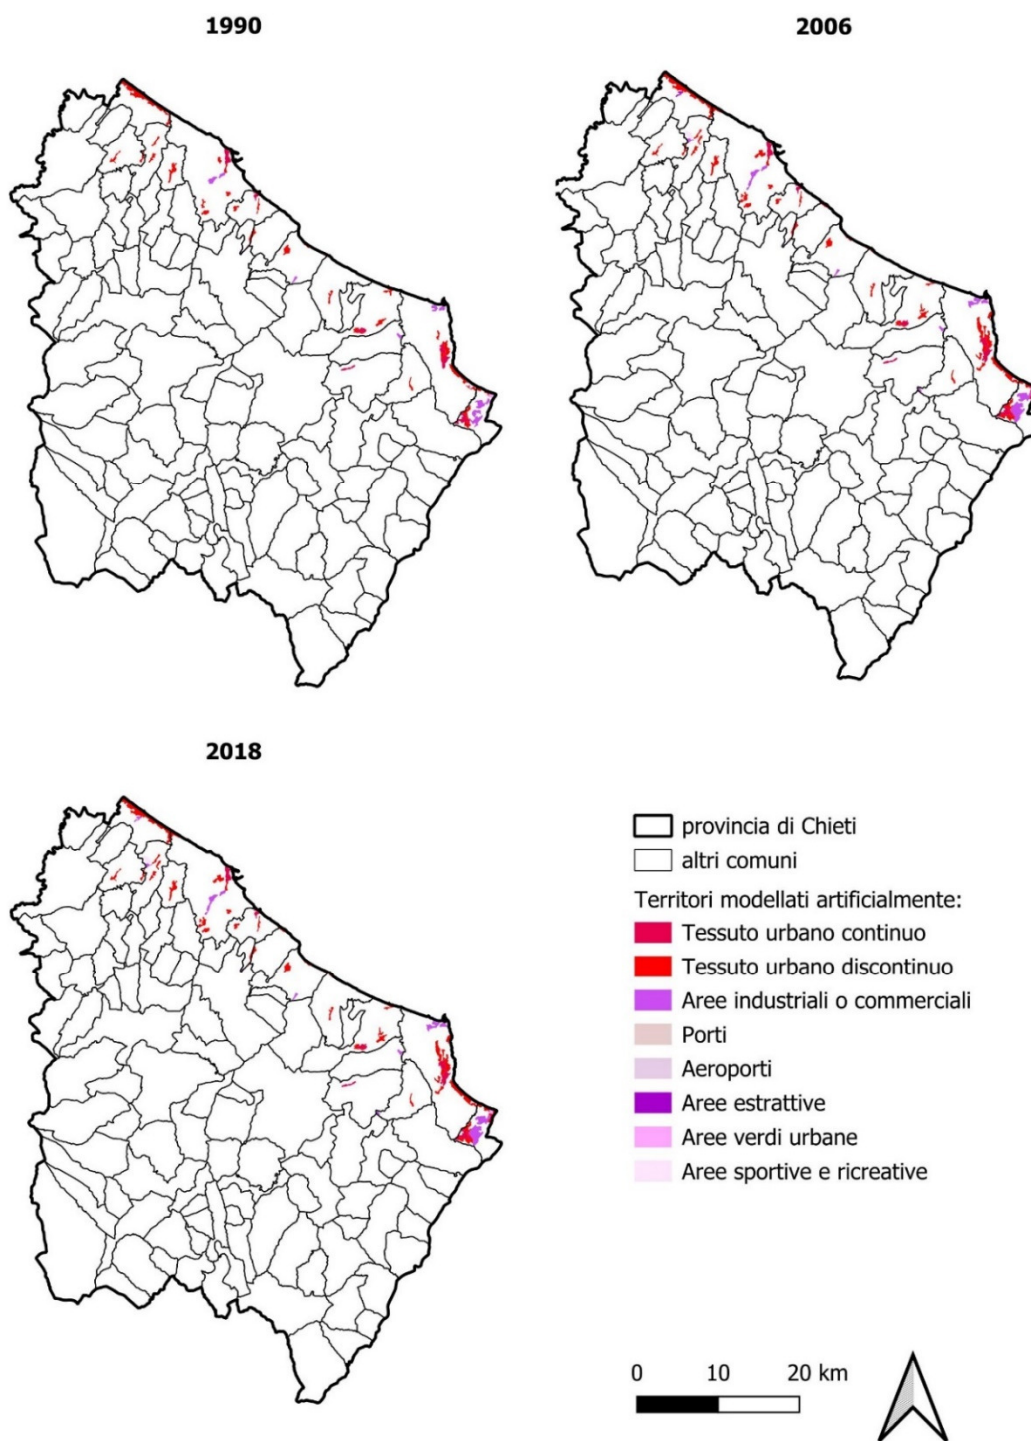 1990
2006
2018
provincia di Chieti
altri comuni
Territori modellati artificialmente:
Tessuto urbano continuo
Tessuto urbano discontinuo
Aree industriali o commerciali
Porti
Aeroporti
Aree estrattive
Aree verdi urbane
Aree sportive e ricreative
0 10 20 km